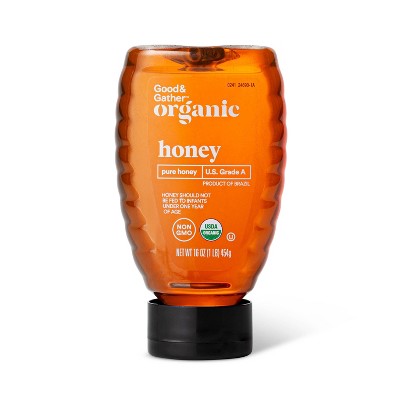 Good&
Gather
organic
honey
pure honey | U.S. Grade A
PRODUCT OF BRAZIL
HONEY SHOULD NOT
BE FED TO INFANTS
UNDER ONE YEAR
OF AGE
NON
GMO
USDA
ORGANIC
U
NET WT 16 OZ (1 LB) 454g